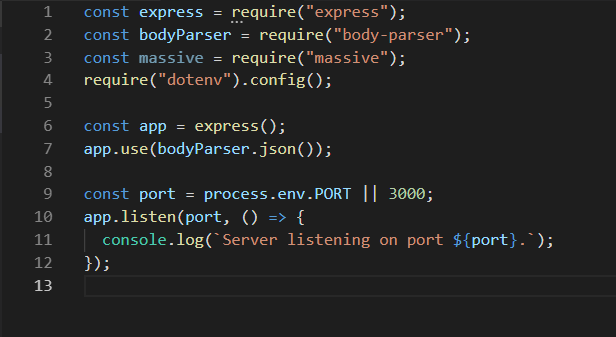 1 const express = require("express");
2 const bodyParser = require("body-parser");
3 const massive = require("massive");
4 require("dotenv").config();
5
6 const app = express();
7 app.use(bodyParser.json());
8
9 const port = process.env.PORT || 3000;
10 app.listen(port, () => {
11   console.log(`Server listening on port ${port}.`);
12 });
13